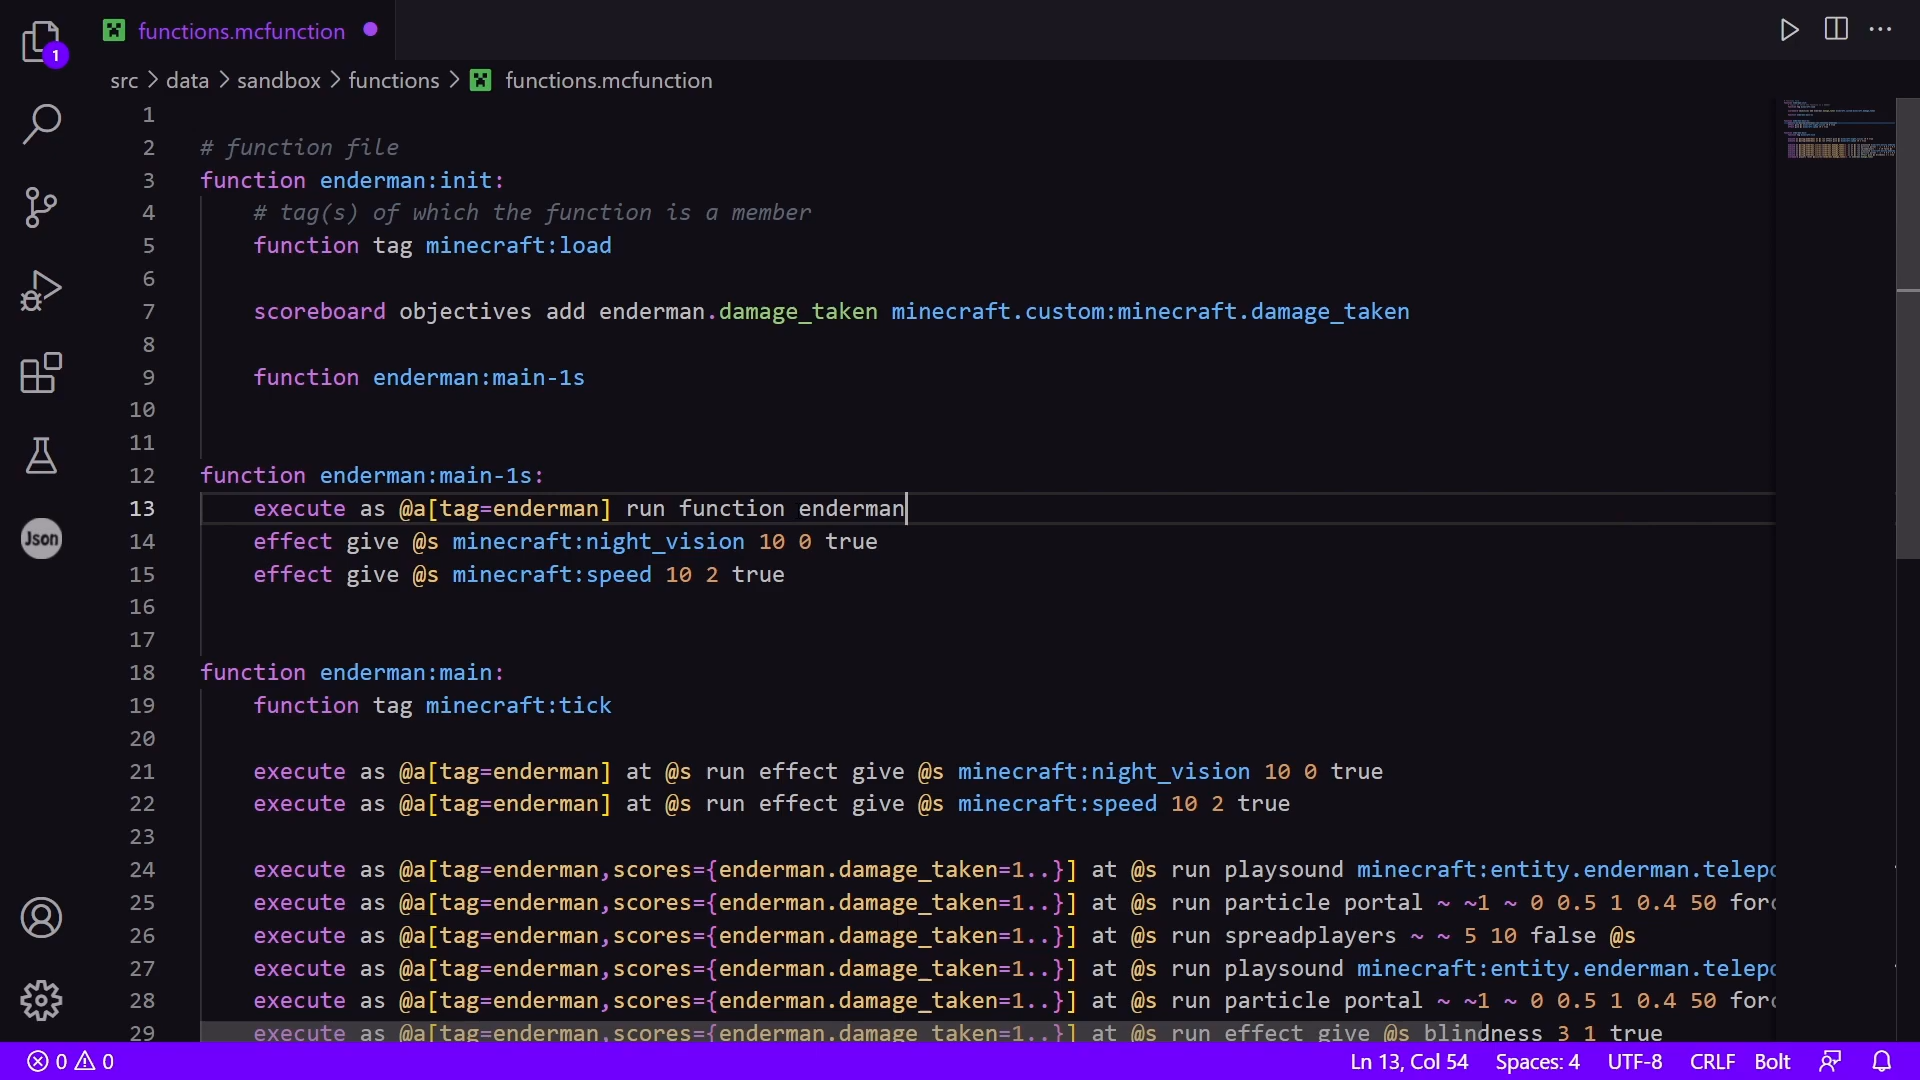 functions.mcfunction
1
src > data > sandbox > functions > functions.mcfunction
1
2 # function file
3 function enderman:init:
4 # tag(s) of which the function is a member
5 function tag minecraft:load
6
7 scoreboard objectives add enderman.damage_taken minecraft.custom:minecraft.damage_taken
8
9 function enderman:main-1s
10
11
12 function enderman:main-1s:
13 execute as @a[tag=enderman] run function enderman
14 effect give @s minecraft:night_vision 10 0 true
15 effect give @s minecraft:speed 10 2 true
16
17
18 function enderman:main:
19 function tag minecraft:tick
20
21 execute as @a[tag=enderman] at @s run effect give @s minecraft:night_vision 10 0 true
22 execute as @a[tag=enderman] at @s run effect give @s minecraft:speed 10 2 true
23
24 execute as @a[tag=enderman,scores={enderman.damage_taken=1..}] at @s run playsound minecraft:entity.enderman.telepo
25 execute as @a[tag=enderman,scores={enderman.damage_taken=1..}] at @s run particle portal ~ ~1 ~ 0 0.5 1 0.4 50 forc
26 execute as @a[tag=enderman,scores={enderman.damage_taken=1..}] at @s run spreadplayers ~ ~ 5 10 false @s
27 execute as @a[tag=enderman,scores={enderman.damage_taken=1..}] at @s run playsound minecraft:entity.enderman.telepo
28 execute as @a[tag=enderman,scores={enderman.damage_taken=1..}] at @s run particle portal ~ ~1 ~ 0 0.5 1 0.4 50 forc
29 execute as @a[tag=enderman,scores={enderman.damage_taken=1..}] at @s run effect give @s blindness 3 1 true
Json
0 0 Ln 13, Col 54 Spaces: 4 UTF-8 CRLF Bolt